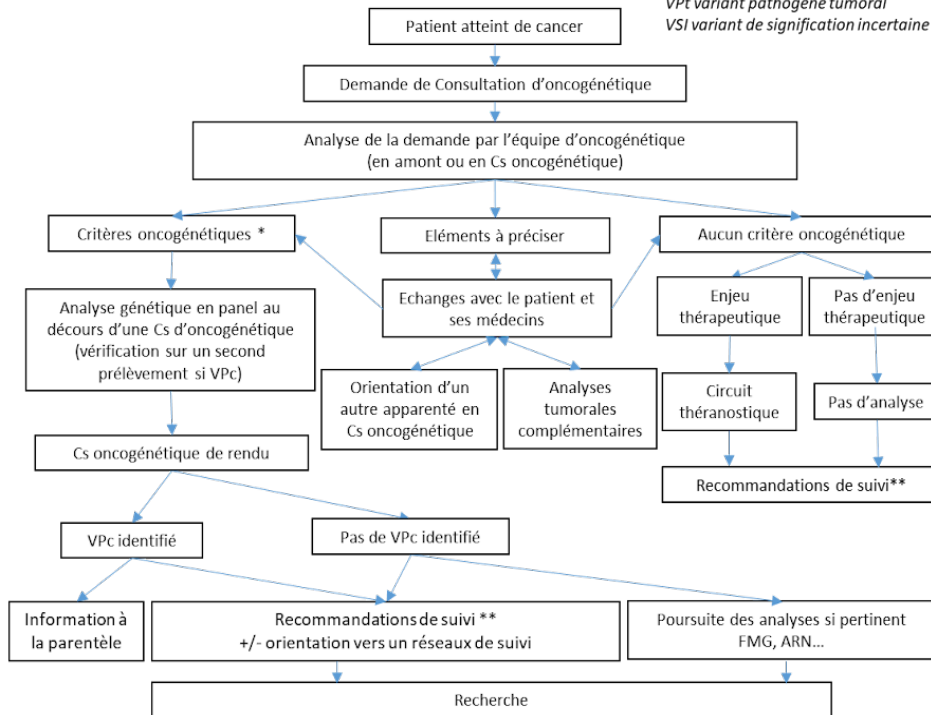 VPt variant pathogène tumoral
VSI variant de signification incertaine
Patient atteint de cancer
Demande de Consultation d'oncogénétique
Analyse de la demande par l'équipe d'oncogénétique
(en amont ou en Cs oncogénétique)
Critères oncogénétiques *
Eléments à préciser
Aucun critère oncogénétique
Analyse génétique en panel au
décours d'une Cs d'oncogénétique
(vérification sur un second
prélèvement si VPc)
Echanges avec le patient et
ses médecins
Enjeu
thérapeutique
Pas d'enjeu
thérapeutique
Orientation d'un
autre apparenté en
Cs oncogénétique
Analyses
tumorales
complémentaires
Circuit
théranostique
Pas d'analyse
Cs oncogénétique de rendu
Recommandations de suivi**
VPc identifié
Pas de VPc identifié
Information à
la parentèle
Recommandations de suivi **
+/- orientation vers un réseaux de suivi
Poursuite des analyses si pertinent
FMG, ARN...
Recherche